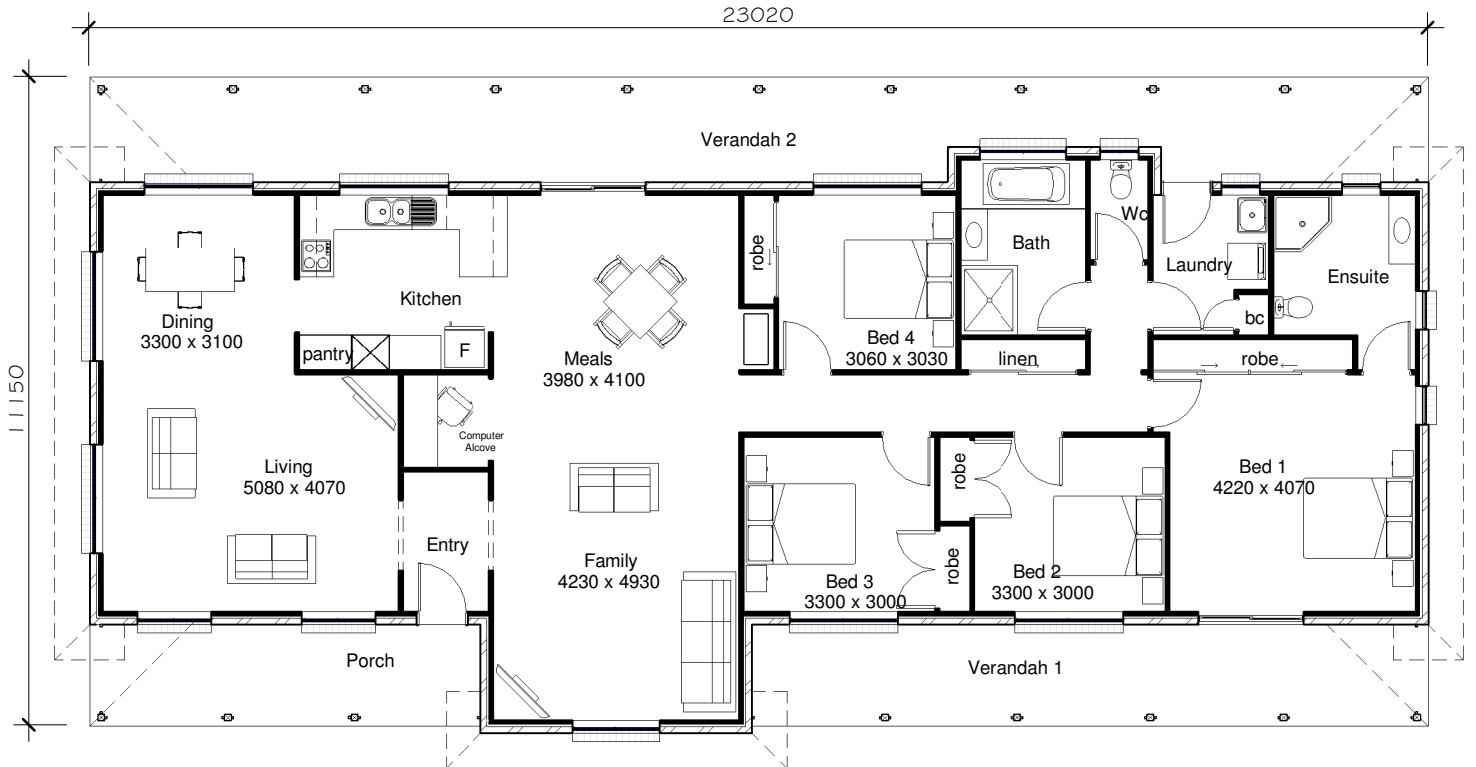 23020
11150
Verandah 2
Dining
3300 x 3100
Kitchen
pantry
F
Meals
3980 x 4100
robe
Bed 4
3060 x 3030
Bath
Wc
Laundry
bc
Ensuite
linen
robe
Computer
Alcove
Living
5080 x 4070
Entry
Family
4230 x 4930
Bed 3
3300 x 3000
robe
robe
Bed 2
3300 x 3000
Bed 1
4220 x 4070
Porch
Verandah 1